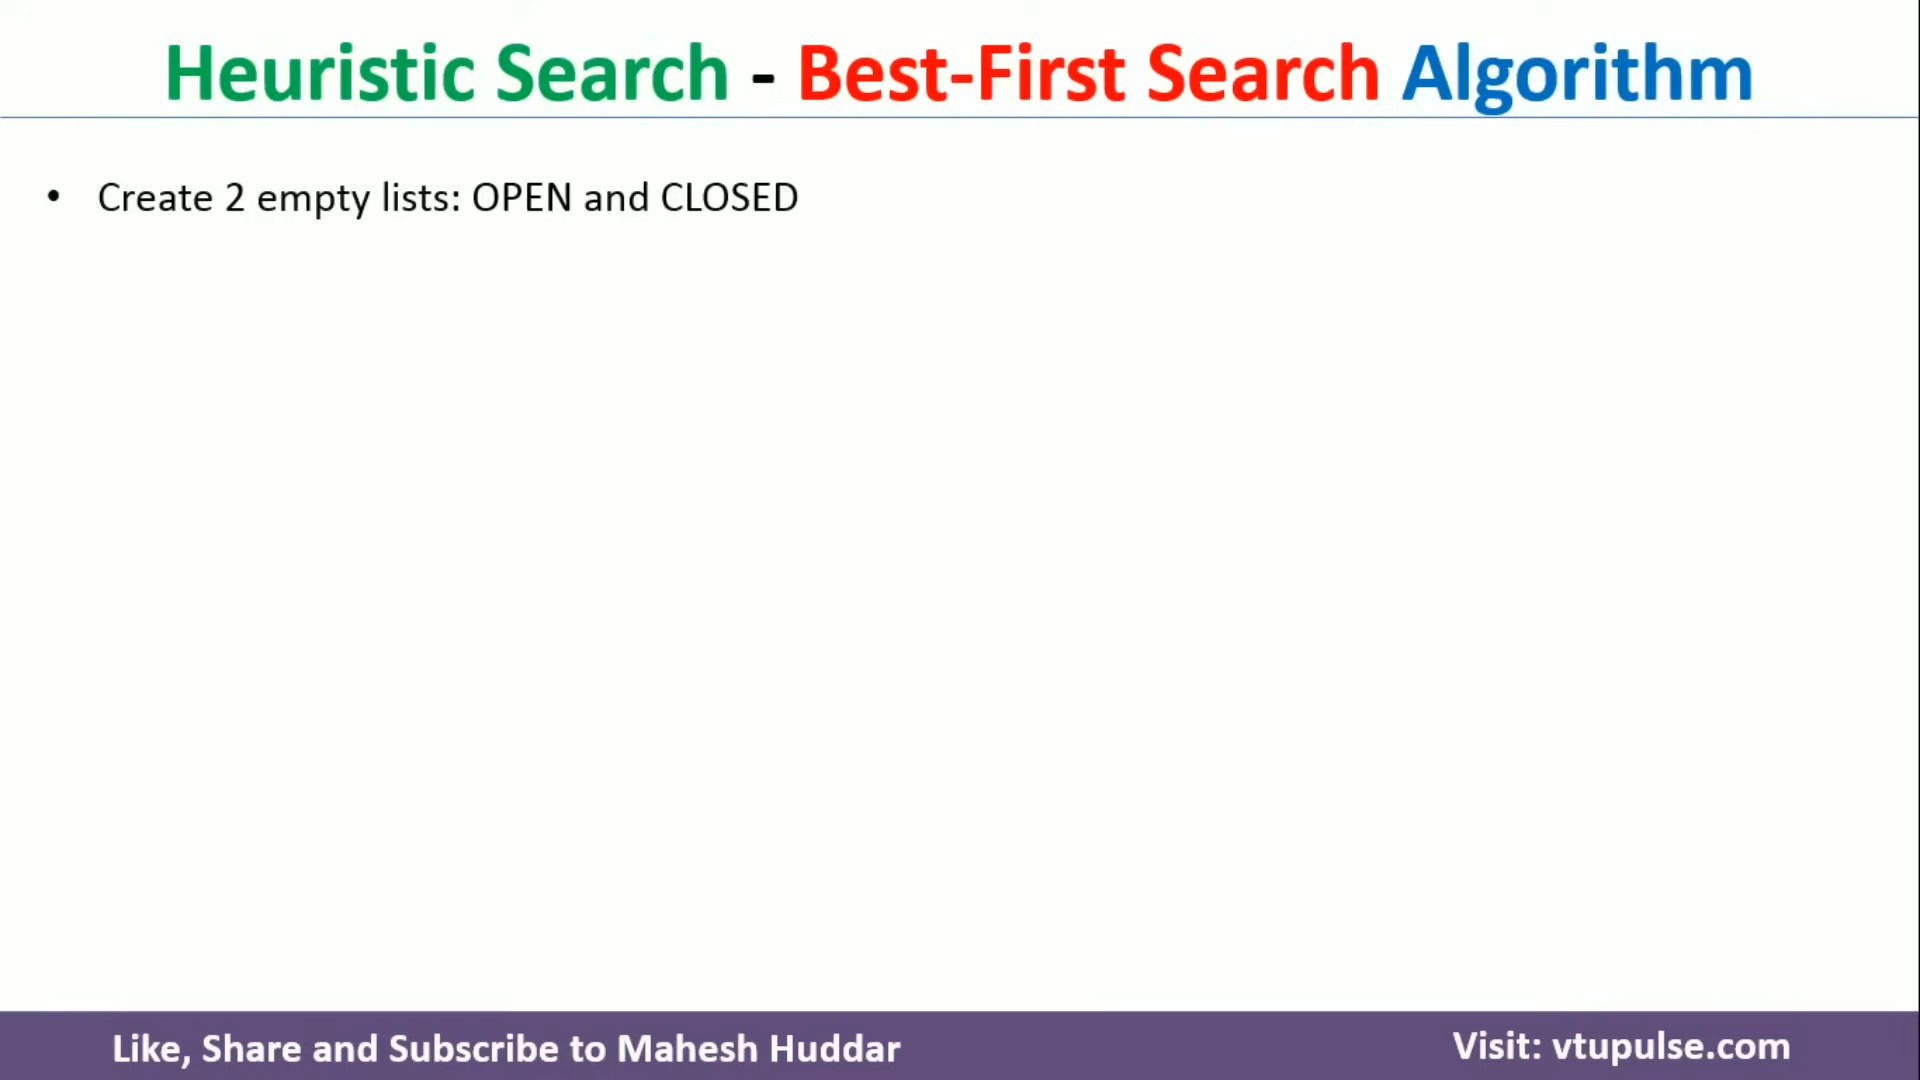 Heuristic Search - Best-First Search Algorithm
• Create 2 empty lists: OPEN and CLOSED
Like, Share and Subscribe to Mahesh Huddar
Visit: vtupulse.com